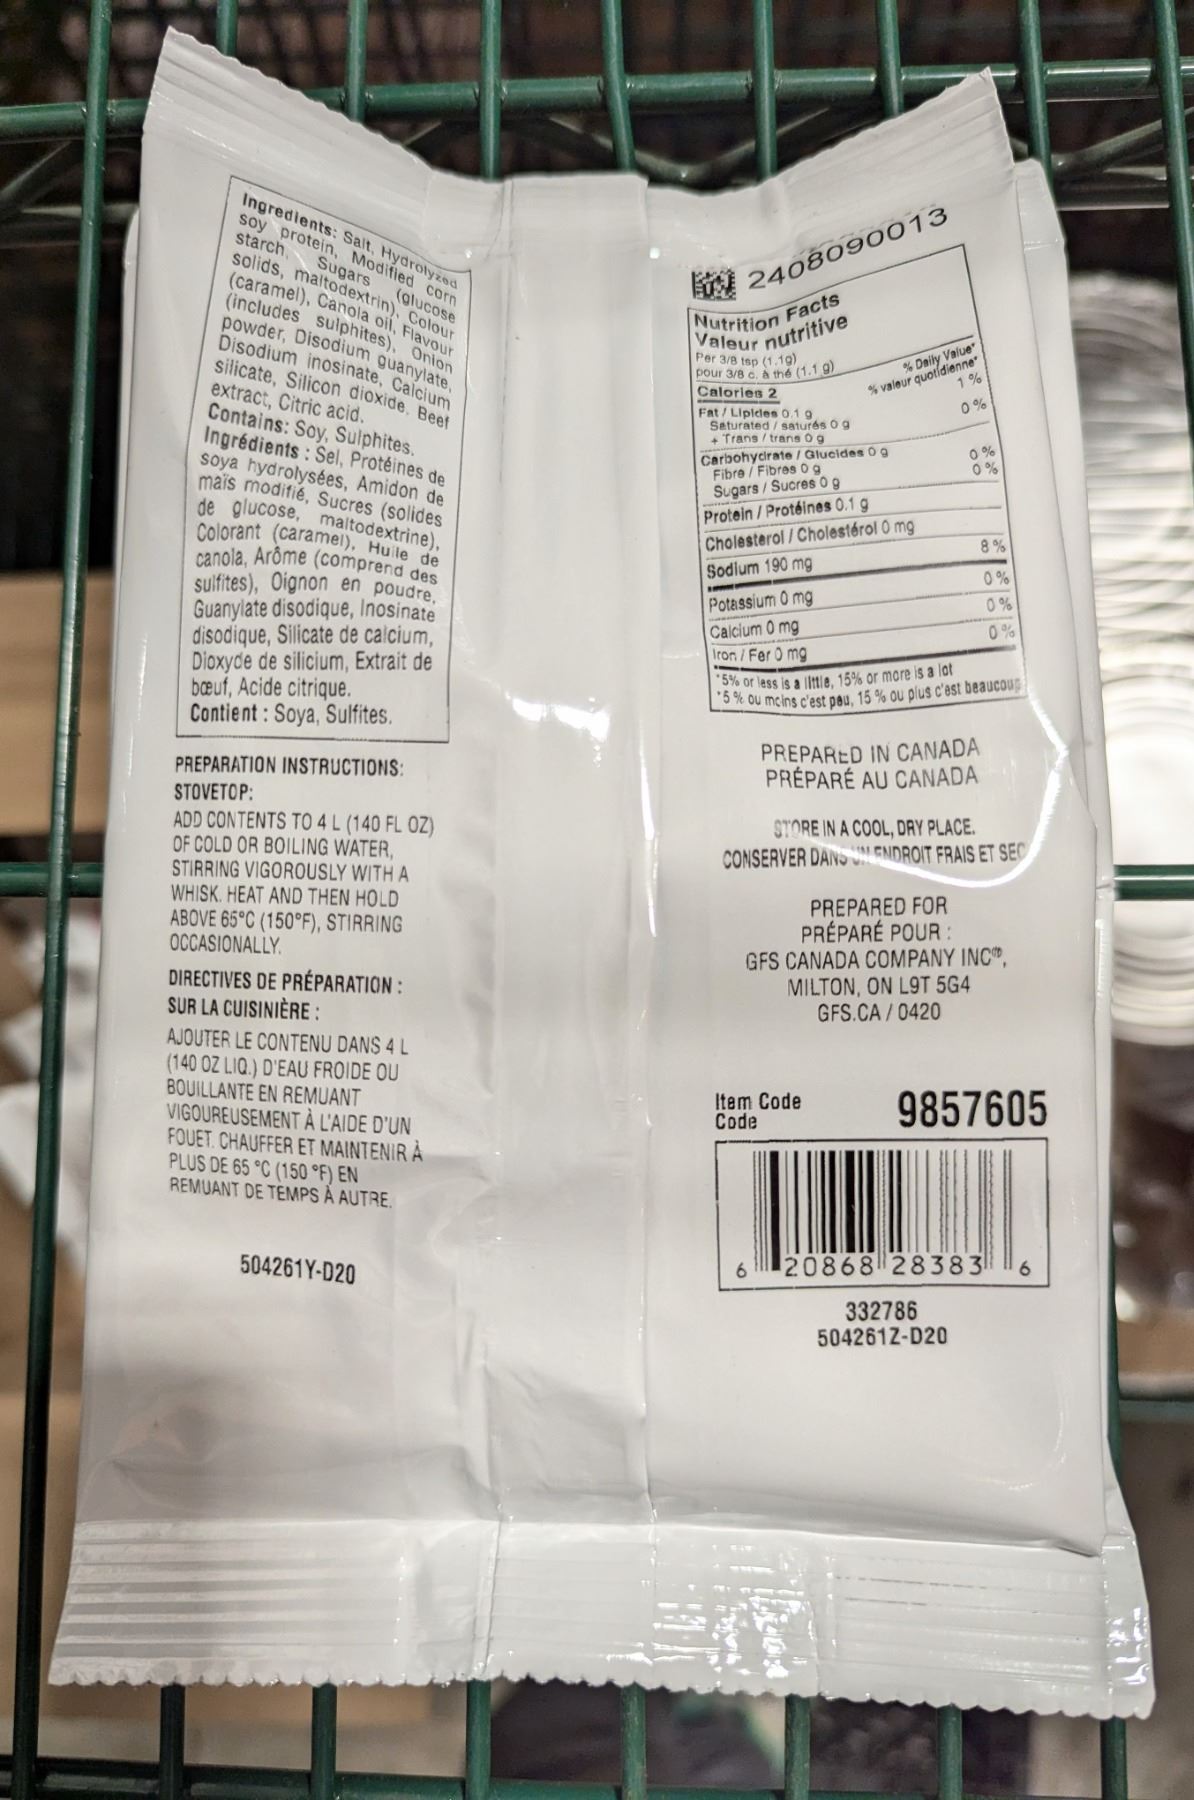 Ingredients: Salt, Hydrolyzed
soy protein, Modified corn
starch, Sugars (glucose
solids, maltodextrin), Colour
(caramel), Canola oil, Flavour
(includes sulphites), Onion
powder, Disodium guanylate,
Disodium inosinate, Calcium
silicate, Silicon dioxide, Beef
extract, Citric acid.
Contains: Soy, Sulphites.
Ingrédients : Sel, Protéines de
soya hydrolysées, Amidon de
maïs modifié, Sucres (solides
de glucose, maltodextrine),
Colorant (caramel), Huile de
canola, Arôme (comprend des
sulfites), Oignon en poudre,
Guanylate disodique, Inosinate
disodique, Silicate de calcium,
Dioxyde de silicium, Extrait de
bœuf, Acide citrique.
Contient : Soya, Sulfites.
PREPARATION INSTRUCTIONS:
STOVETOP:
ADD CONTENTS TO 4 L (140 FL OZ)
OF COLD OR BOILING WATER,
STIRRING VIGOROUSLY WITH A
WHISK. HEAT AND THEN HOLD
ABOVE 65°C (150°F), STIRRING
OCCASIONALLY.
DIRECTIVES DE PRÉPARATION :
SUR LA CUISINIÈRE :
AJOUTER LE CONTENU DANS 4 L
(140 OZ LIQ.) D'EAU FROIDE OU
BOUILLANTE EN REMUANT
VIGOUREUSEMENT À L'AIDE D'UN
FOUET. CHAUFFER ET MAINTENIR À
PLUS DE 65 °C (150 °F) EN
REMUANT DE TEMPS À AUTRE.
504261Y-D20
2408090013
Nutrition Facts
Valeur nutritive
Per 3/8 tsp (1.1g)
pour 3/8 c. à thé (1.1 g)
Calories 2
% Daily Value*
% valeur quotidienne*
Fat / Lipides 0.1 g 1 %
Saturated / saturés 0 g
+ Trans / trans 0 g 0 %
Carbohydrate / Glucides 0 g
Fibre / Fibres 0 g 0 %
Sugars / Sucres 0 g 0 %
Protein / Protéines 0.1 g
Cholesterol / Cholestérol 0 mg
Sodium 190 mg 8 %
Potassium 0 mg 0 %
Calcium 0 mg 0 %
Iron / Fer 0 mg 0 %
*5% or less is a little, 15% or more is a lot
*5 % ou moins c'est peu, 15 % ou plus c'est beaucoup
PREPARED IN CANADA
PRÉPARÉ AU CANADA
STORE IN A COOL, DRY PLACE.
CONSERVER DANS UN ENDROIT FRAIS ET SEC
PREPARED FOR
PRÉPARÉ POUR :
GFS CANADA COMPANY INC,
MILTON, ON L9T 5G4
GFS.CA / 0420
Item Code
Code
9857605
6 20868 28383 6
332786
504261Z-D20